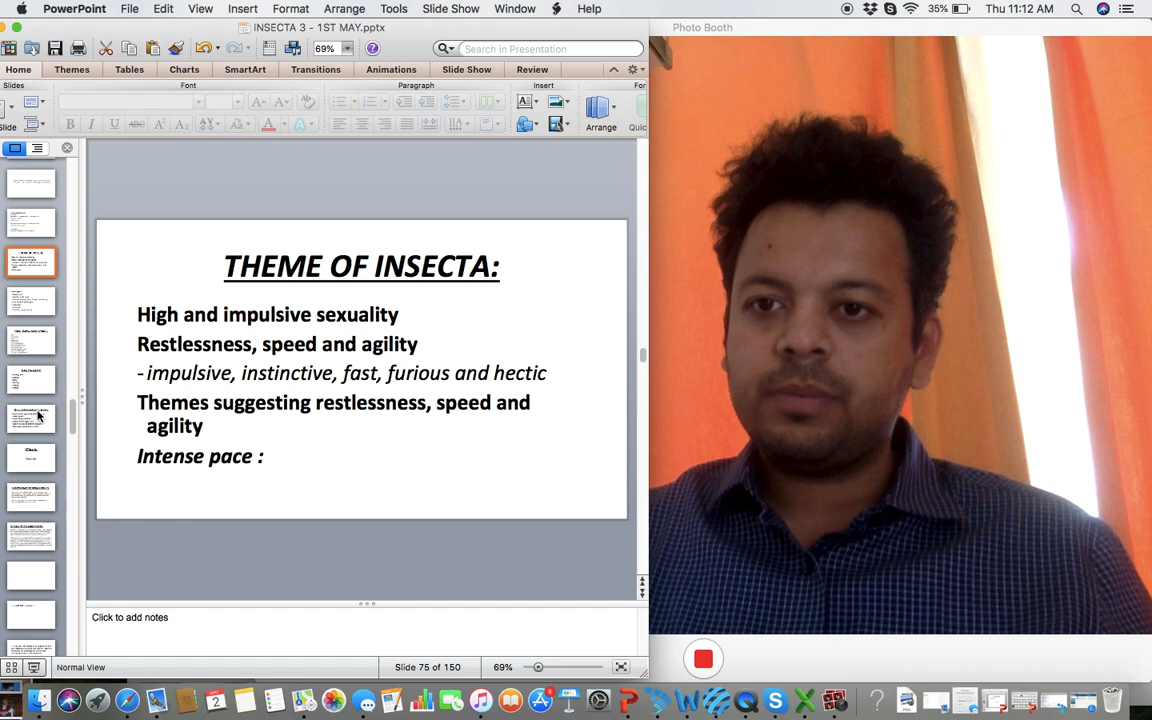 PowerPoint File Edit View Insert Format Arrange Tools Slide Show Window Help 35% Thu 11:12 AM
INSECTA 3 - 1ST MAY.pptx
Photo Booth
69% Search in Presentation
Home Themes Tables Charts SmartArt Transitions Animations Slide Show Review
Slides Font Paragraph Insert
Arrange
THEME OF INSECTA:
High and impulsive sexuality
Restlessness, speed and agility
-impulsive, instinctive, fast, furious and hectic
Themes suggesting restlessness, speed and
agility
Intense pace :
Click to add notes
Normal View Slide 75 of 150 69%